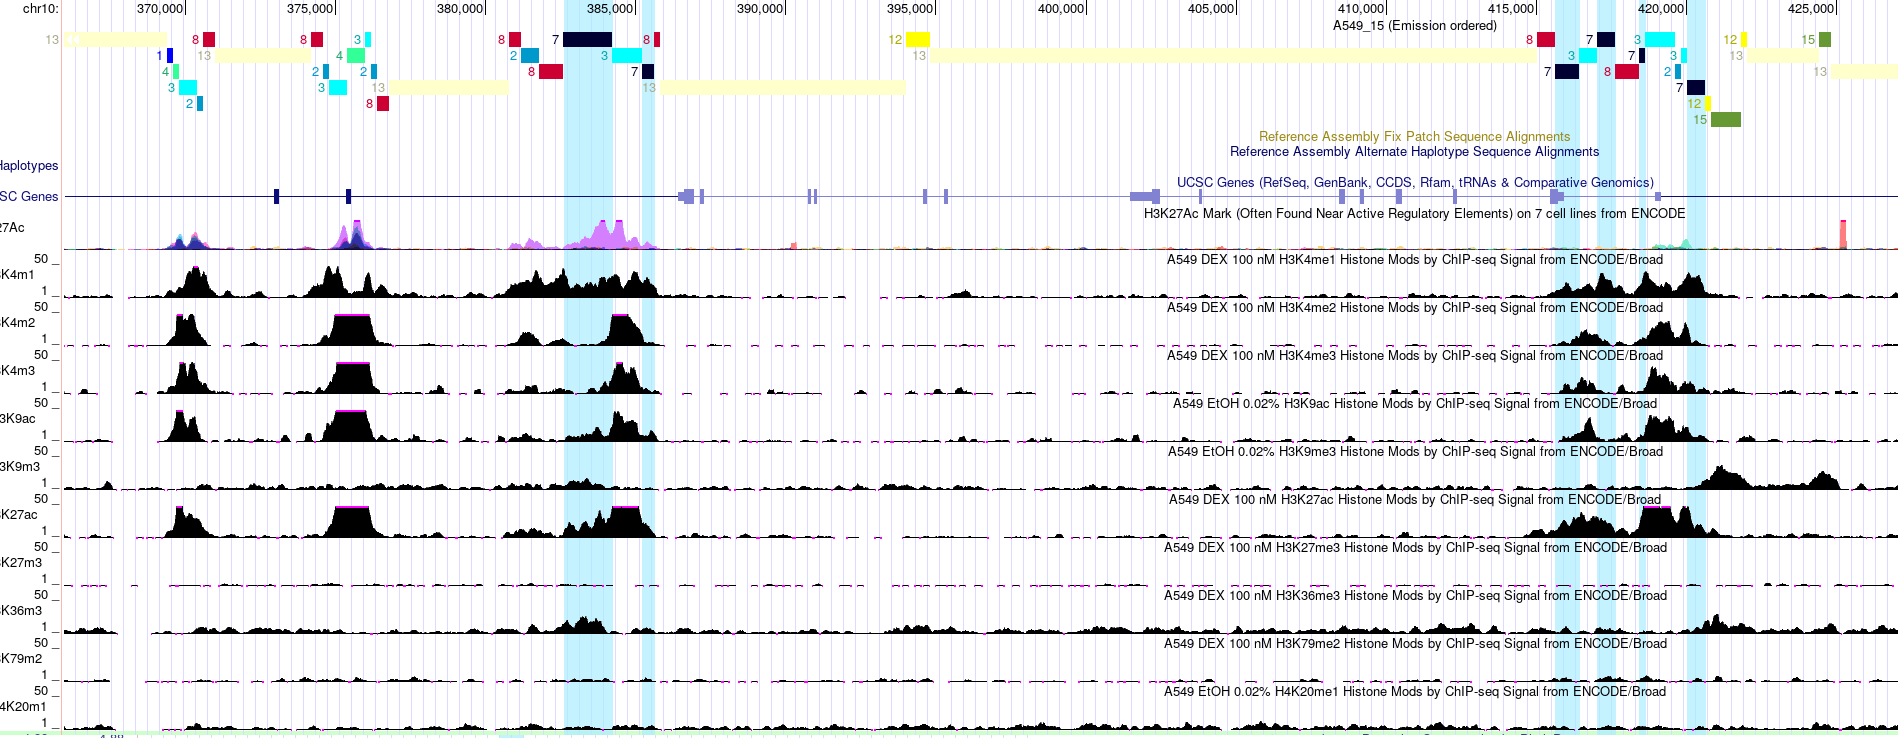 chr10: 370,000 375,000 380,000 385,000 390,000 395,000 400,000 405,000 410,000 415,000 420,000 425,000
A549_15 (Emission ordered)
13 8 8 3 8 7 8 12 8 7 3 12 15
1 13 4 2 3 13 3 7 3 13
4 2 2 8 7 7 8 2 13
3 3 13 13 7
2 8 12
15
Reference Assembly Fix Patch Sequence Alignments
Reference Assembly Alternate Haplotype Sequence Alignments
Haplotypes
UCSC Genes (RefSeq, GenBank, CCDS, Rfam, tRNAs & Comparative Genomics)
SC Genes
H3K27Ac Mark (Often Found Near Active Regulatory Elements) on 7 cell lines from ENCODE
27Ac
50 _
A549 DEX 100 nM H3K4me1 Histone Mods by ChIP-seq Signal from ENCODE/Broad
K4m1
1 _
50 _
A549 DEX 100 nM H3K4me2 Histone Mods by ChIP-seq Signal from ENCODE/Broad
K4m2
1 _
50 _
A549 DEX 100 nM H3K4me3 Histone Mods by ChIP-seq Signal from ENCODE/Broad
K4m3
1 _
50 _
A549 EtOH 0.02% H3K9ac Histone Mods by ChIP-seq Signal from ENCODE/Broad
3K9ac
1 _
50 _
A549 EtOH 0.02% H3K9me3 Histone Mods by ChIP-seq Signal from ENCODE/Broad
3K9m3
1 _
50 _
A549 DEX 100 nM H3K27ac Histone Mods by ChIP-seq Signal from ENCODE/Broad
K27ac
1 _
50 _
A549 DEX 100 nM H3K27me3 Histone Mods by ChIP-seq Signal from ENCODE/Broad
K27m3
1 _
50 _
A549 DEX 100 nM H3K36me3 Histone Mods by ChIP-seq Signal from ENCODE/Broad
K36m3
1 _
50 _
A549 DEX 100 nM H3K79me2 Histone Mods by ChIP-seq Signal from ENCODE/Broad
K79m2
1 _
50 _
A549 EtOH 0.02% H4K20me1 Histone Mods by ChIP-seq Signal from ENCODE/Broad
4K20m1
1 _